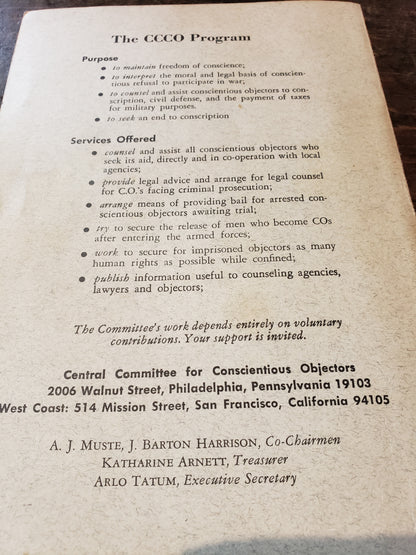 The CCCO Program
Purpose
• to maintain freedom of conscience;
• to interpret the moral and legal basis of conscien-
tious refusal to participate in war;
• to counsel and assist conscientious objectors to con-
scription, civil defense, and the payment of taxes
for military purposes.
• to seek an end to conscription
Services Offered
• counsel and assist all conscientious objectors who
seek its aid, directly and in co-operation with local
agencies;
• provide legal advice and arrange for legal counsel
for C.O.'s facing criminal prosecution;
• arrange means of providing bail for arrested con-
scientious objectors awaiting trial;
• try to secure the release of men who become COs
after entering the armed forces;
• work to secure for imprisoned objectors as many
human rights as possible while confined;
• publish information useful to counseling agencies,
lawyers and objectors;
The Committee's work depends entirely on voluntary
contributions. Your support is invited.
Central Committee for Conscientious Objectors
2006 Walnut Street, Philadelphia, Pennsylvania 19103
West Coast: 514 Mission Street, San Francisco, California 94105
A. J. MUSTE, J. BARTON HARRISON, Co-Chairmen
KATHARINE ARNETT, Treasurer
ARLO TATUM, Executive Secretary